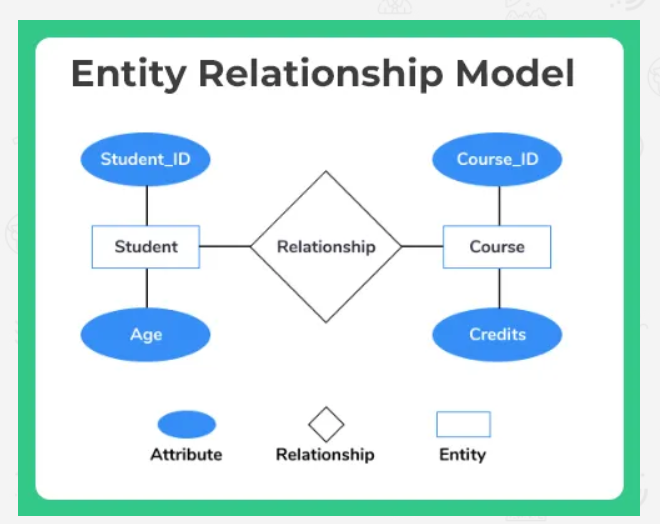 Entity Relationship Model
Student_ID
Course_ID
Student
Relationship
Course
Age
Credits
Attribute
Relationship
Entity